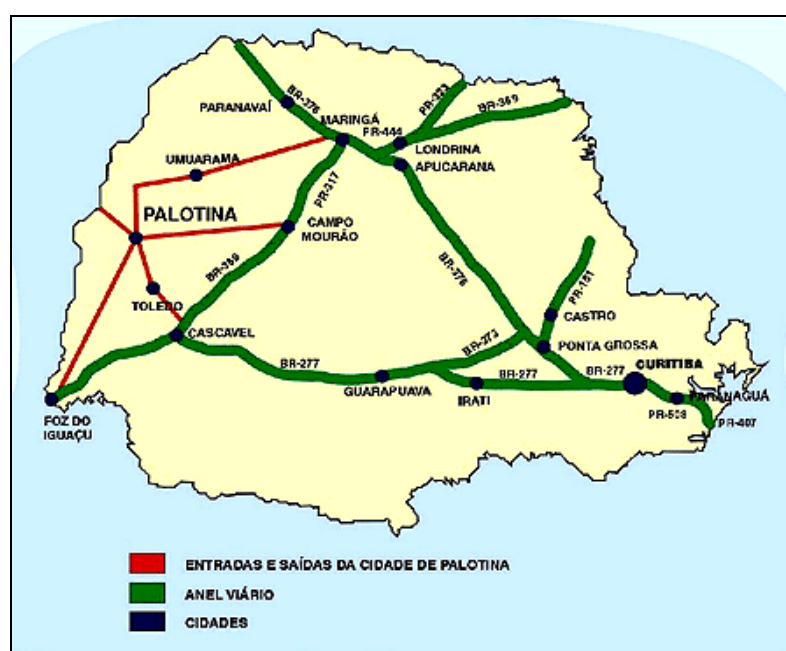 BR-376
PARANAVAÍ
MARINGÁ
PR-323
BR-369
PR-444
LONDRINA
APUCARANA
UMUARAMA
PR-317
PALOTINA
CAMPO
MOURÃO
BR-369
BR-376
TOLEDO
PR-151
CASTRO
CASCAVEL
BR-373
PONTA GROSSA
BR-277
CURITIBA
BR-277
BR-277
GUARAPUAVA
IRATI
PARANAGUÁ
FOZ DO
IGUAÇU
PR-508
PR-407
ENTRADAS E SAÍDAS DA CIDADE DE PALOTINA
ANEL VIÁRIO
CIDADES